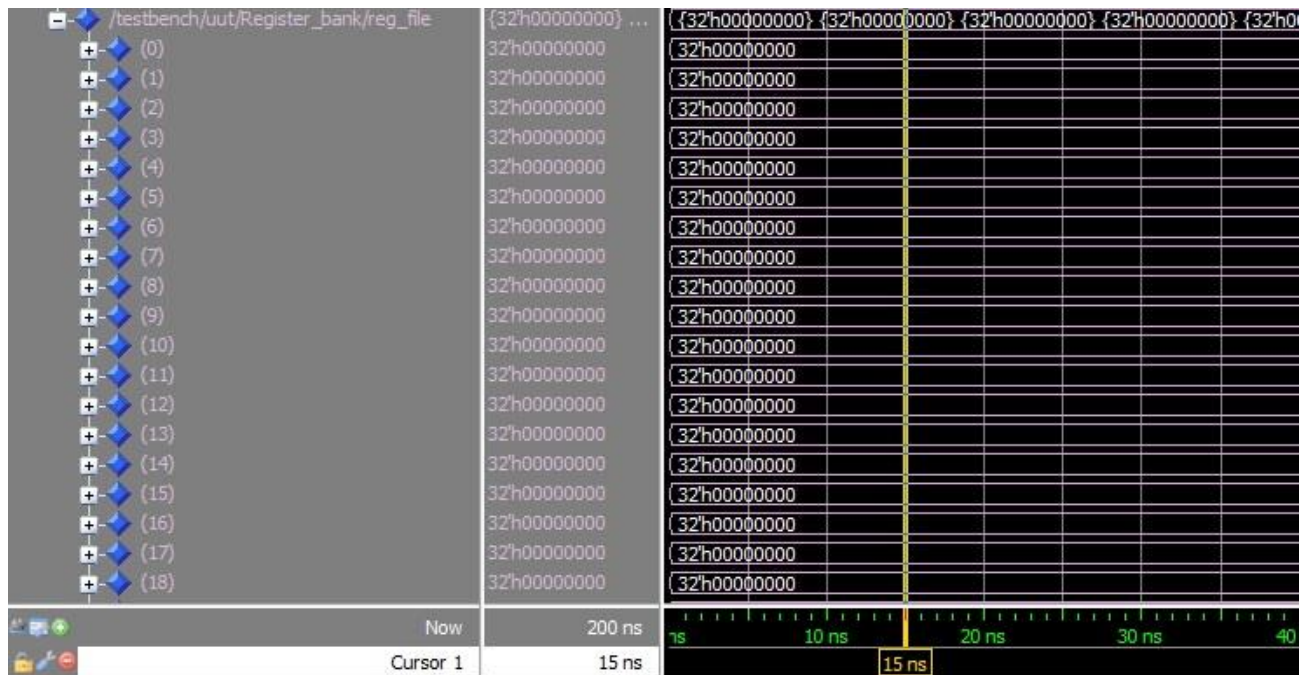 /testbench/uut/Register_bank/reg_file {32'h00000000} ... {32'h00000000} {32'h00000000} {32'h00000000} {32'h00000000} {32'h0
(0) 32'h00000000 32'h00000000
(1) 32'h00000000 32'h00000000
(2) 32'h00000000 32'h00000000
(3) 32'h00000000 32'h00000000
(4) 32'h00000000 32'h00000000
(5) 32'h00000000 32'h00000000
(6) 32'h00000000 32'h00000000
(7) 32'h00000000 32'h00000000
(8) 32'h00000000 32'h00000000
(9) 32'h00000000 32'h00000000
(10) 32'h00000000 32'h00000000
(11) 32'h00000000 32'h00000000
(12) 32'h00000000 32'h00000000
(13) 32'h00000000 32'h00000000
(14) 32'h00000000 32'h00000000
(15) 32'h00000000 32'h00000000
(16) 32'h00000000 32'h00000000
(17) 32'h00000000 32'h00000000
(18) 32'h00000000 32'h00000000
Now 200 ns ns 10 ns 20 ns 30 ns 40
Cursor 1 15 ns 15 ns